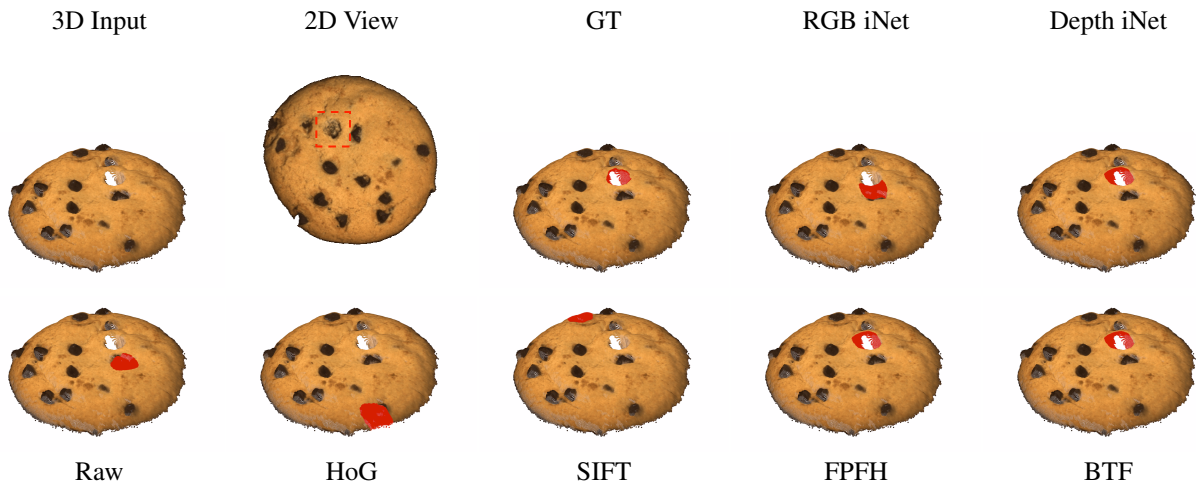 3D Input 2D View GT RGB iNet Depth iNet
Raw HoG SIFT FPFH BTF